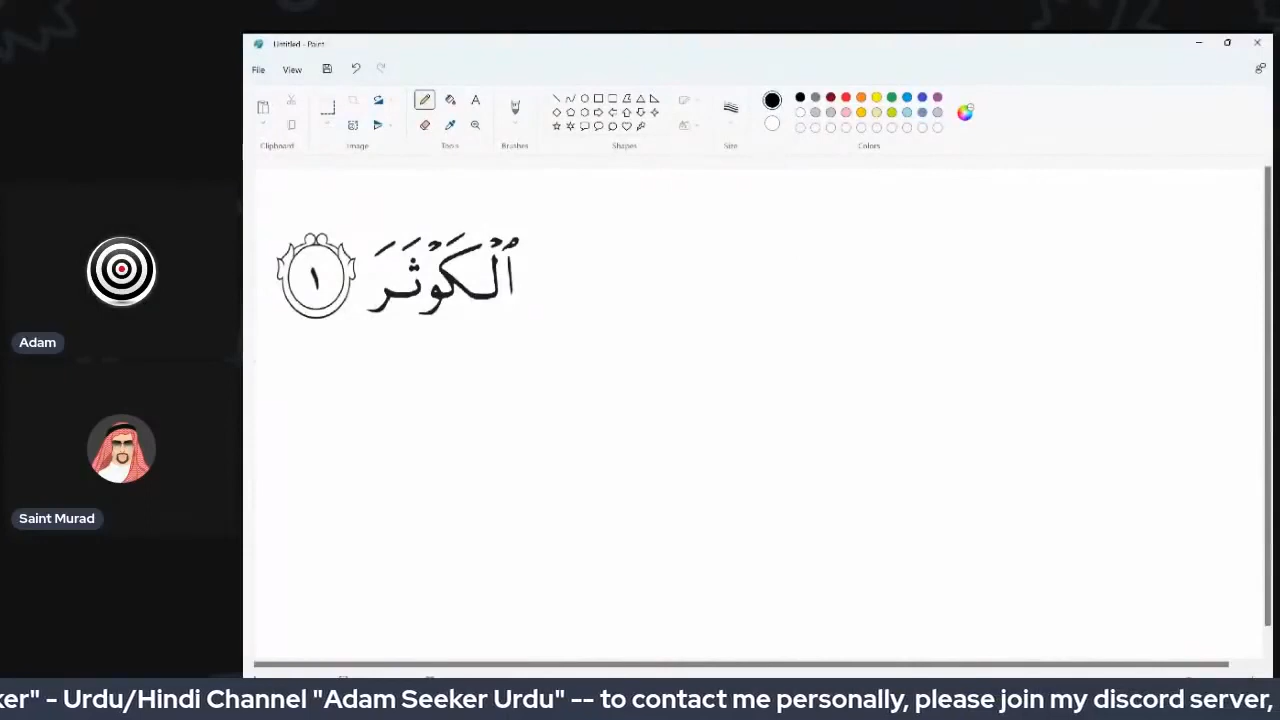 Untitled - Paint
File View
Clipboard Image Tools Brushes Shapes Size Colors
ٱلْكَوْثَرَ ١
Adam
Saint Murad
ker" - Urdu/Hindi Channel "Adam Seeker Urdu" -- to contact me personally, please join my discord server,